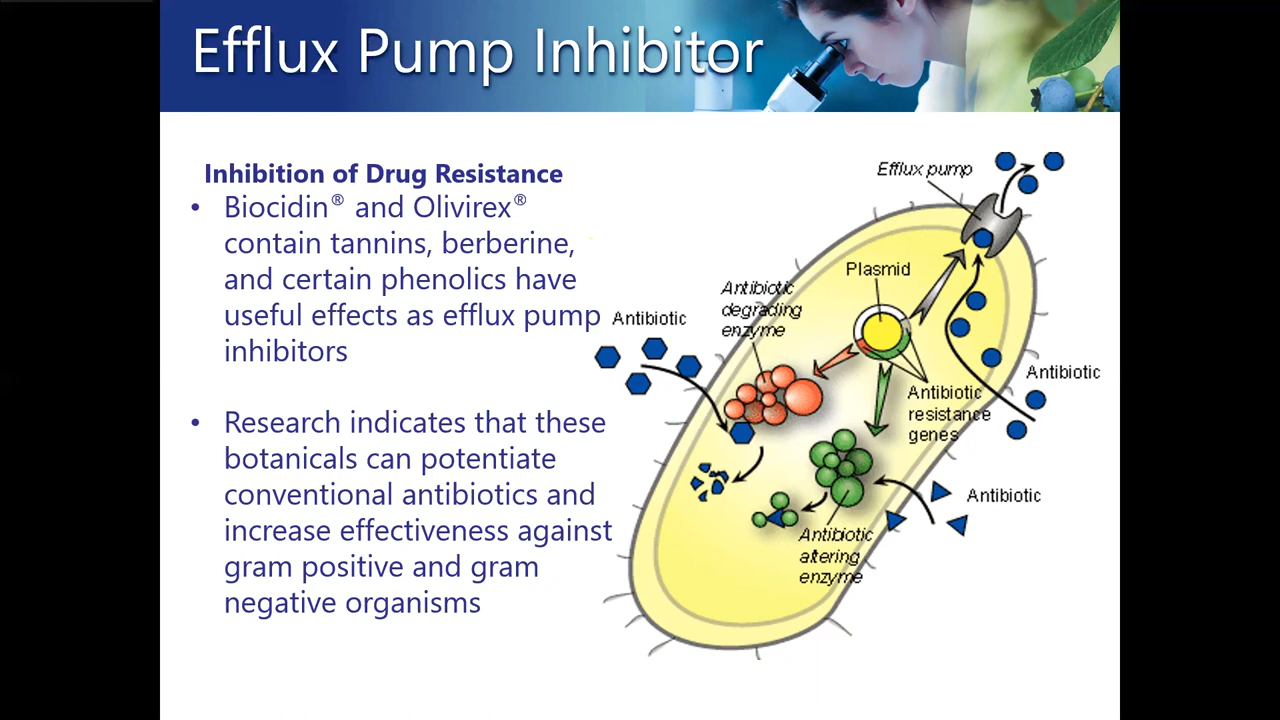 Efflux Pump Inhibitor
Inhibition of Drug Resistance
• Biocidin® and Olivirex®
contain tannins, berberine,
and certain phenolics have
useful effects as efflux pump
inhibitors
• Research indicates that these
botanicals can potentiate
conventional antibiotics and
increase effectiveness against
gram positive and gram
negative organisms
Efflux pump
Plasmid
Antibiotic
degrading
enzyme
Antibiotic
Antibiotic
Antibiotic
resistance
genes
Antibiotic
Antibiotic
altering
enzyme